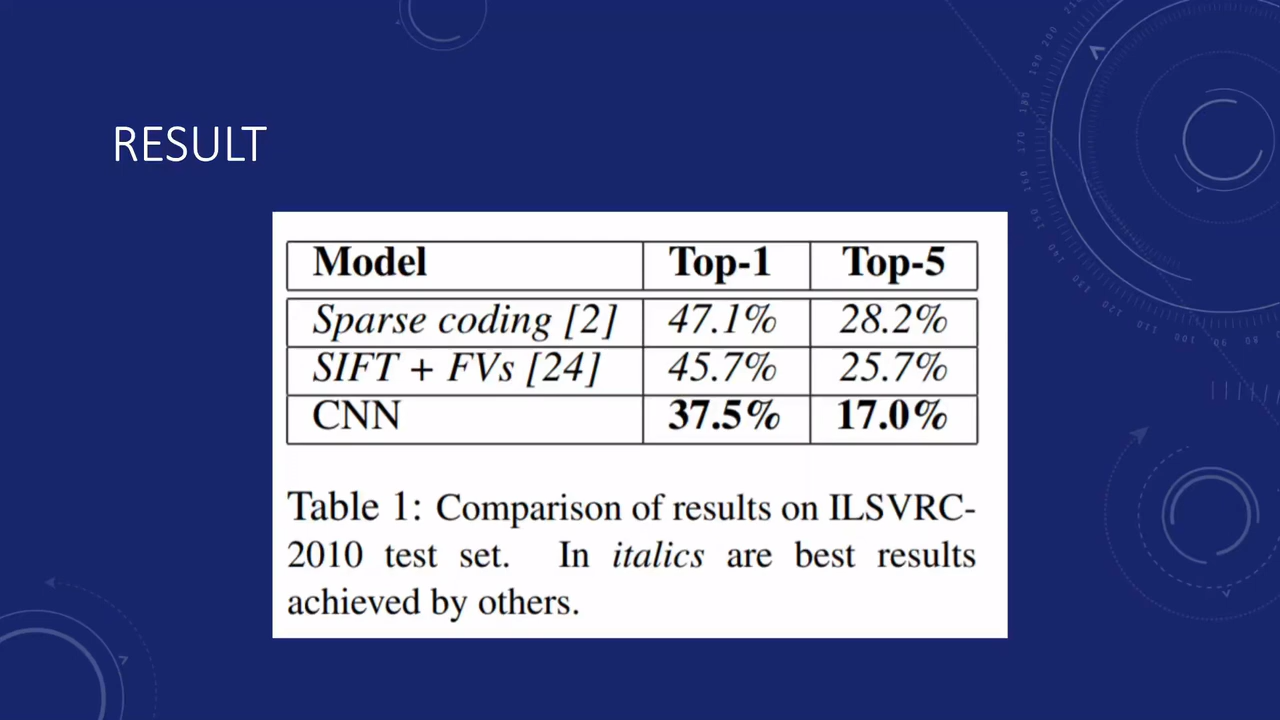 RESULT
Model Top-1 Top-5
Sparse coding [2] 47.1% 28.2%
SIFT + FVs [24] 45.7% 25.7%
CNN 37.5% 17.0%
Table 1: Comparison of results on ILSVRC-
2010 test set. In italics are best results
achieved by others.